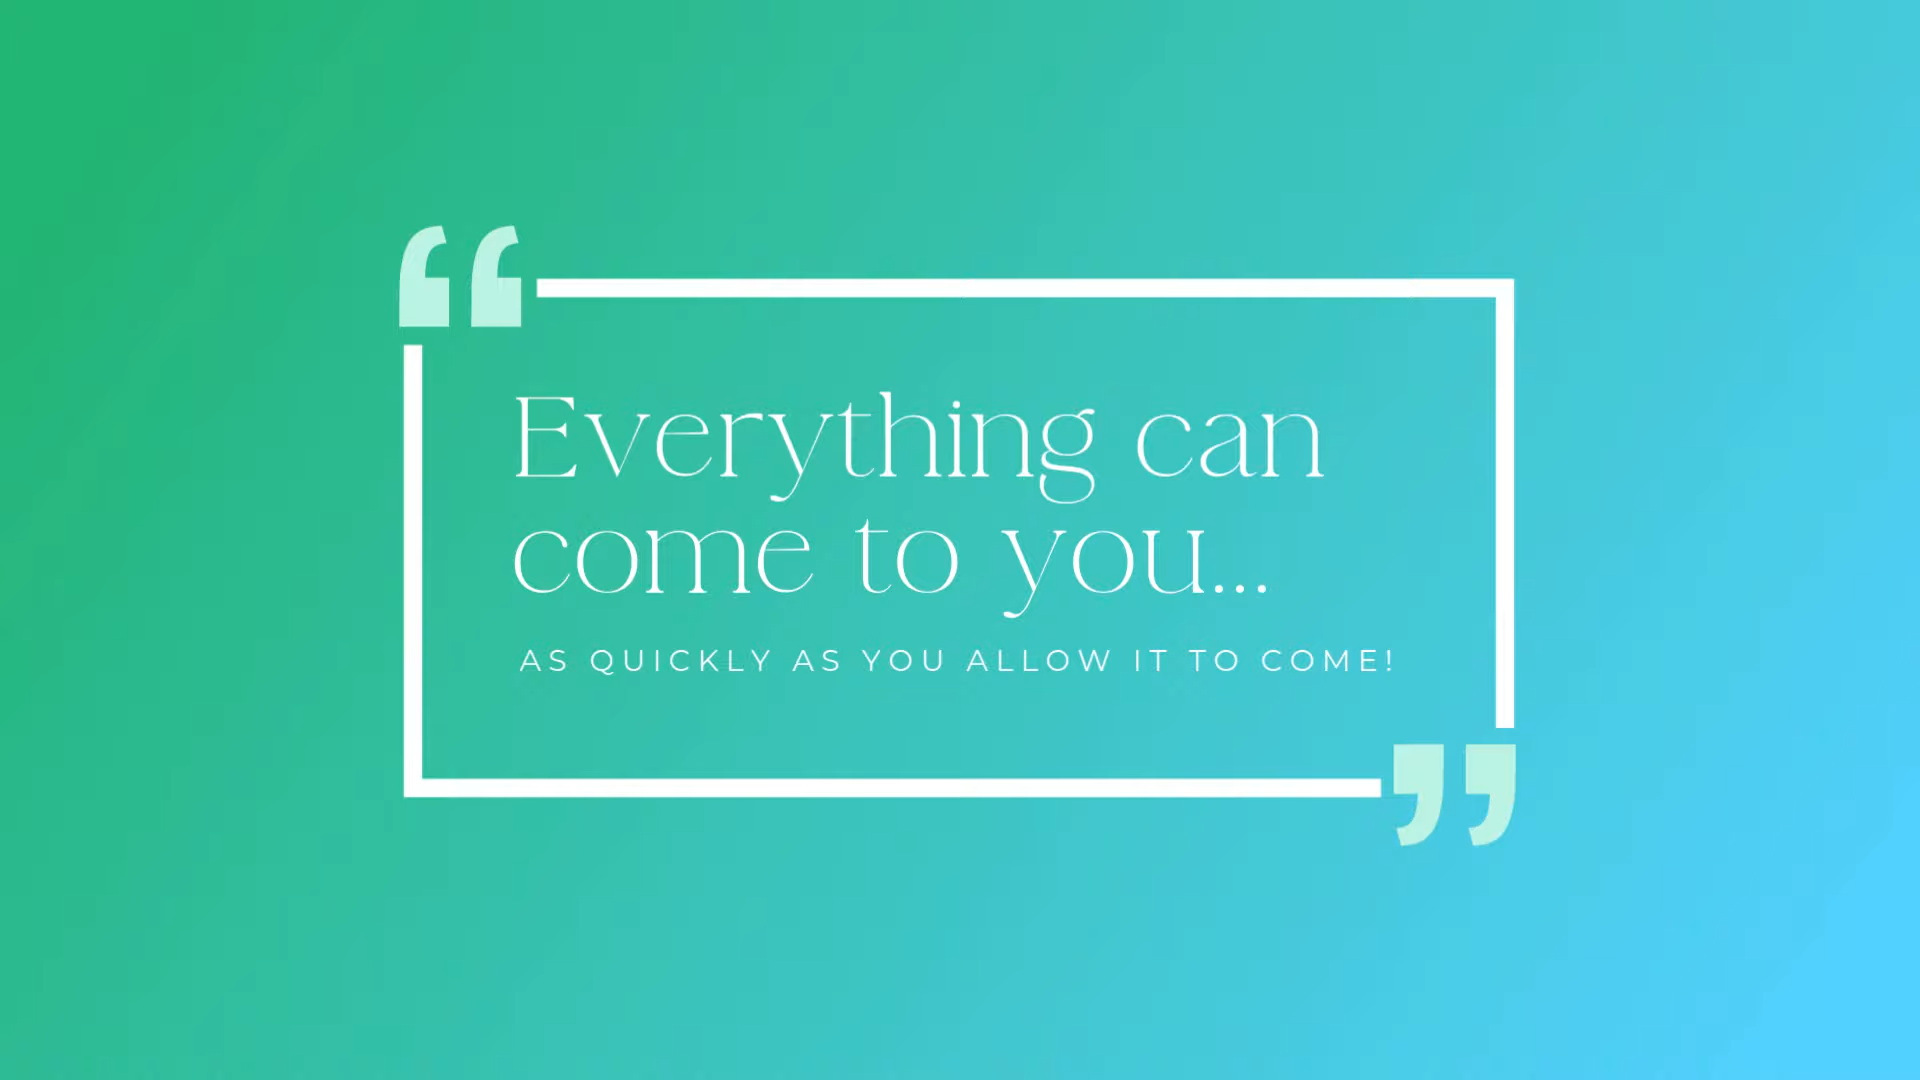 “
Everything can
come to you...
AS QUICKLY AS YOU ALLOW IT TO COME!
”